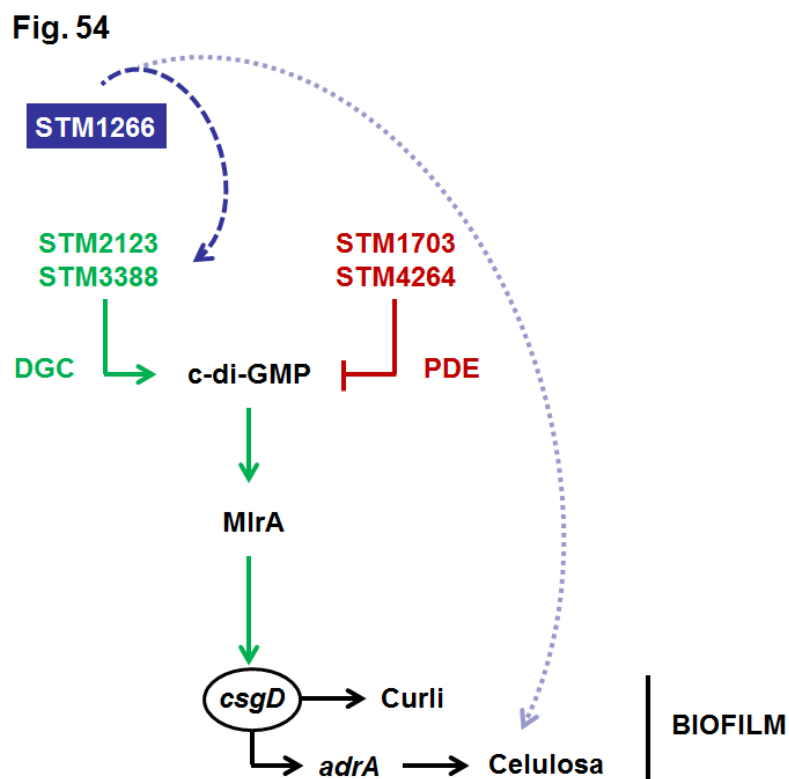 Fig. 54
STM1266
STM2123
STM3388
STM1703
STM4264
DGC
c-di-GMP
PDE
MlrA
csgD
Curli
adrA
Celulosa
BIOFILM